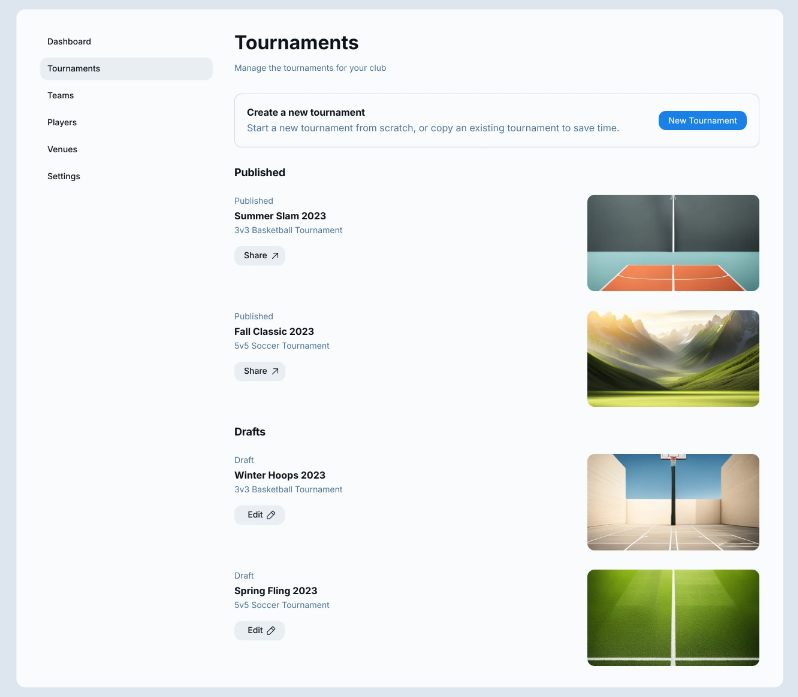 Dashboard
Tournaments
Teams
Players
Venues
Settings
Tournaments
Manage the tournaments for your club
Create a new tournament
Start a new tournament from scratch, or copy an existing tournament to save time.
New Tournament
Published
Published
Summer Slam 2023
3v3 Basketball Tournament
Share
Published
Fall Classic 2023
5v5 Soccer Tournament
Share
Drafts
Draft
Winter Hoops 2023
3v3 Basketball Tournament
Edit
Draft
Spring Fling 2023
5v5 Soccer Tournament
Edit